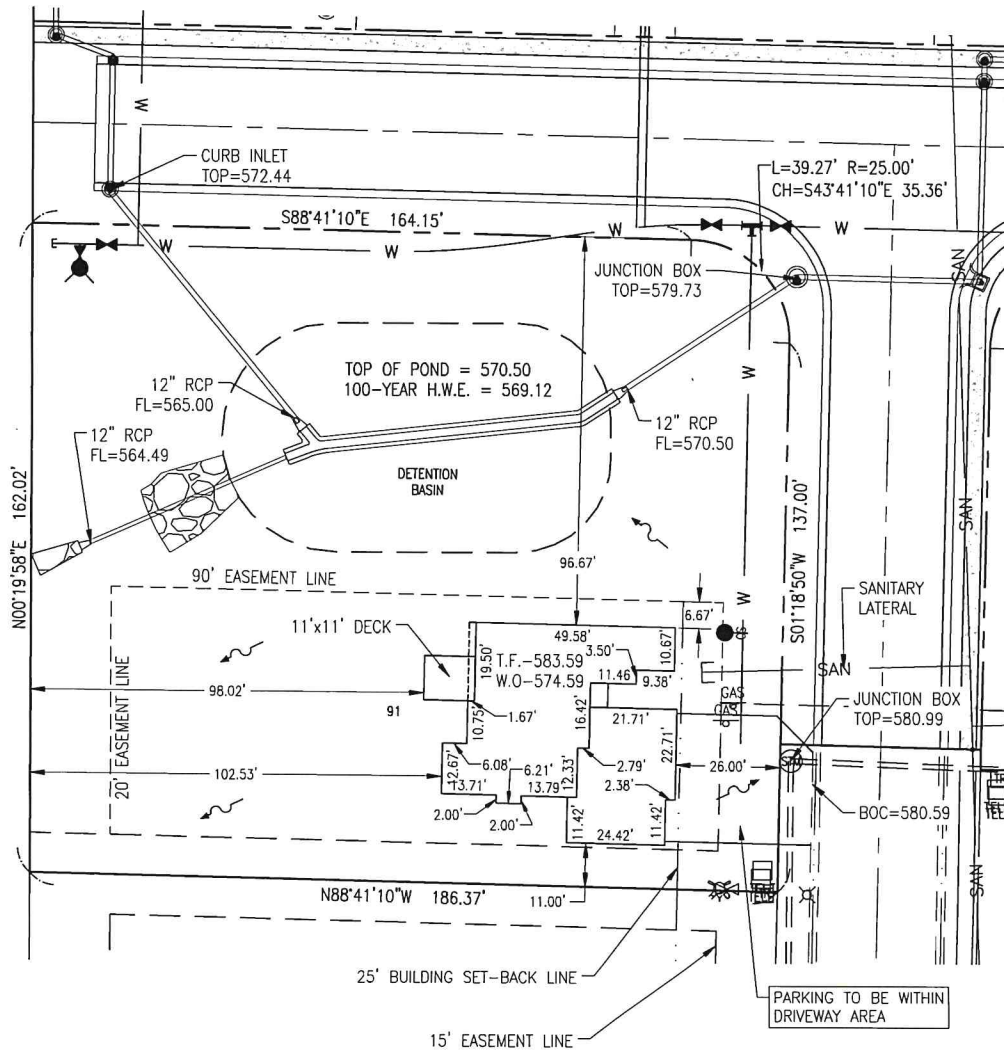 CURB INLET
TOP=572.44
L=39.27' R=25.00'
CH=S43°41'10"E 35.36'
S88°41'10"E 164.15'
W
W
W
W
W
JUNCTION BOX
TOP=579.73
SAN
TOP OF POND = 570.50
100-YEAR H.W.E. = 569.12
W
12" RCP
FL=565.00
12" RCP
FL=570.50
12" RCP
FL=564.49
DETENTION
BASIN
N00°19'58"E 162.02'
S01°18'50"W 137.00'
SAN
96.67'
90' EASEMENT LINE
W
SANITARY
LATERAL
6.67'
11'x11' DECK
49.58'
3.50'
10.67'
19.50'
T.F.-583.59
W.O-574.59
11.46
9.38'
SAN
98.02'
91
1.67'
10.75'
16.42'
21.71'
GAS
GAS
JUNCTION BOX
TOP=580.99
20' EASEMENT LINE
22.71'
102.53'
12.67'
6.08'
13.71'
6.21'
13.79'
12.33'
2.79'
2.38'
26.00'
2.00'
2.00'
11.42'
24.42'
11.42'
BOC=580.59
TEL
SAN
N88°41'10"W 186.37'
11.00'
25' BUILDING SET-BACK LINE
PARKING TO BE WITHIN
DRIVEWAY AREA
15' EASEMENT LINE